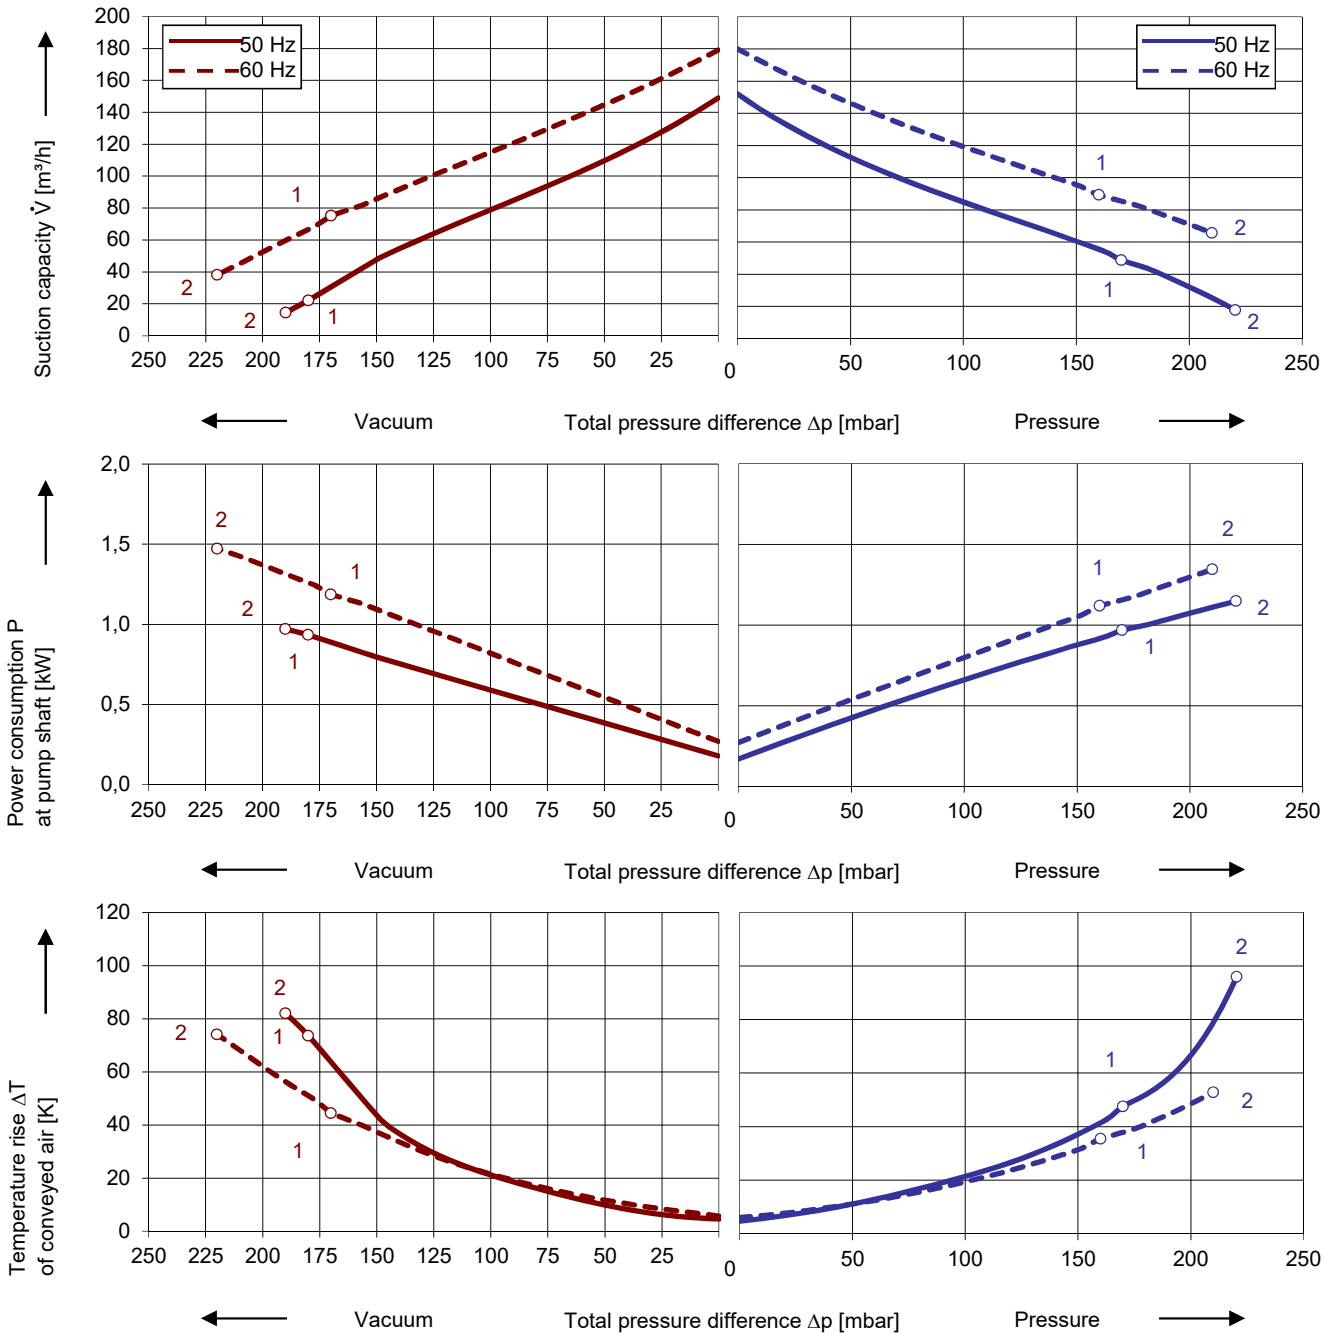 Suction capacity V̇ [m³/h]
200
180
160
140
120
100
80
60
40
20
0
50 Hz
60 Hz
1
2
1
2
250 225 200 175 150 125 100 75 50 25
50 Hz
60 Hz
1
2
1
2
0 50 100 150 200 250
Vacuum Total pressure difference Δp [mbar] Pressure
Power consumption P
at pump shaft [kW]
2,0
1,5
1,0
0,5
0,0
2
1
2
1
250 225 200 175 150 125 100 75 50 25
2
1
2
1
0 50 100 150 200 250
Vacuum Total pressure difference Δp [mbar] Pressure
Temperature rise ΔT
of conveyed air [K]
120
100
80
60
40
20
0
2
2
1
1
250 225 200 175 150 125 100 75 50 25
2
1
2
1
0 50 100 150 200 250
Vacuum Total pressure difference Δp [mbar] Pressure